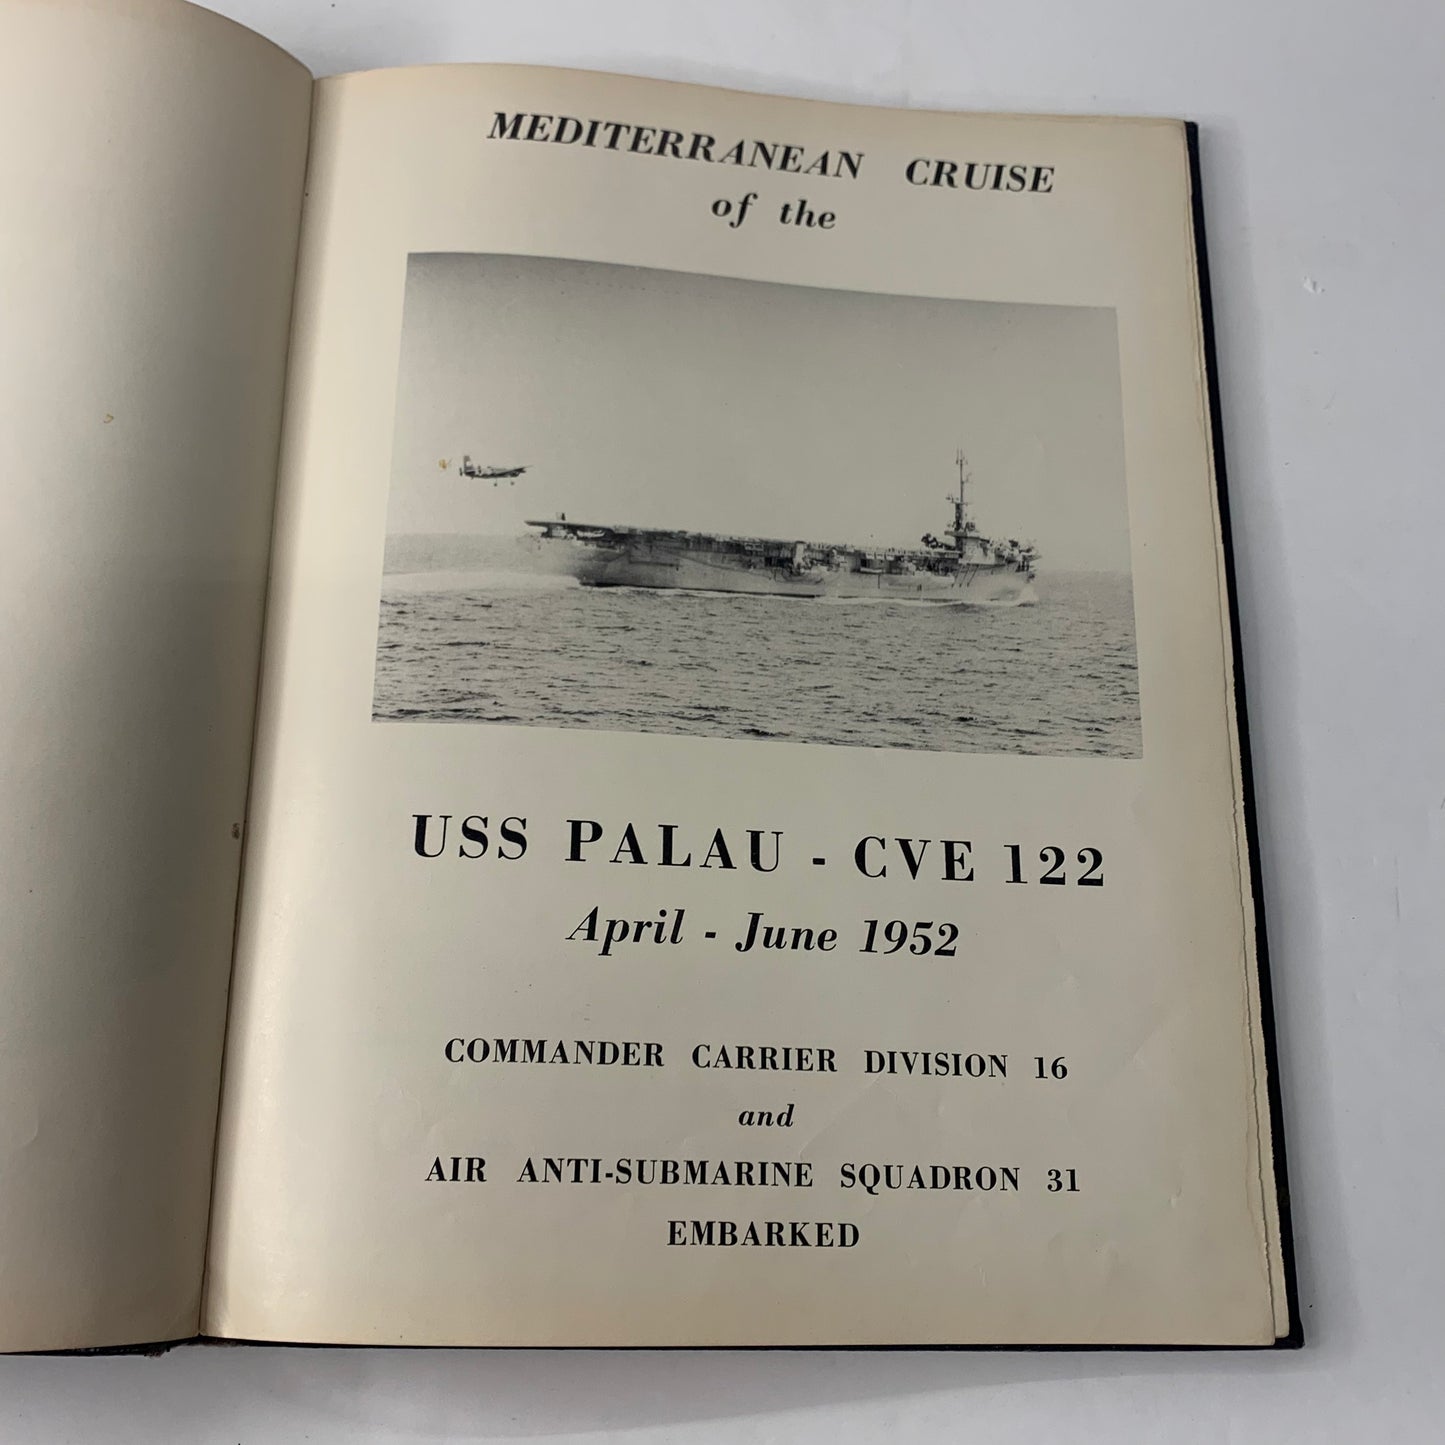 MEDITERRANEAN CRUISE
of the
USS PALAU - CVE 122
April - June 1952
COMMANDER CARRIER DIVISION 16
and
AIR ANTI-SUBMARINE SQUADRON 31
EMBARKED